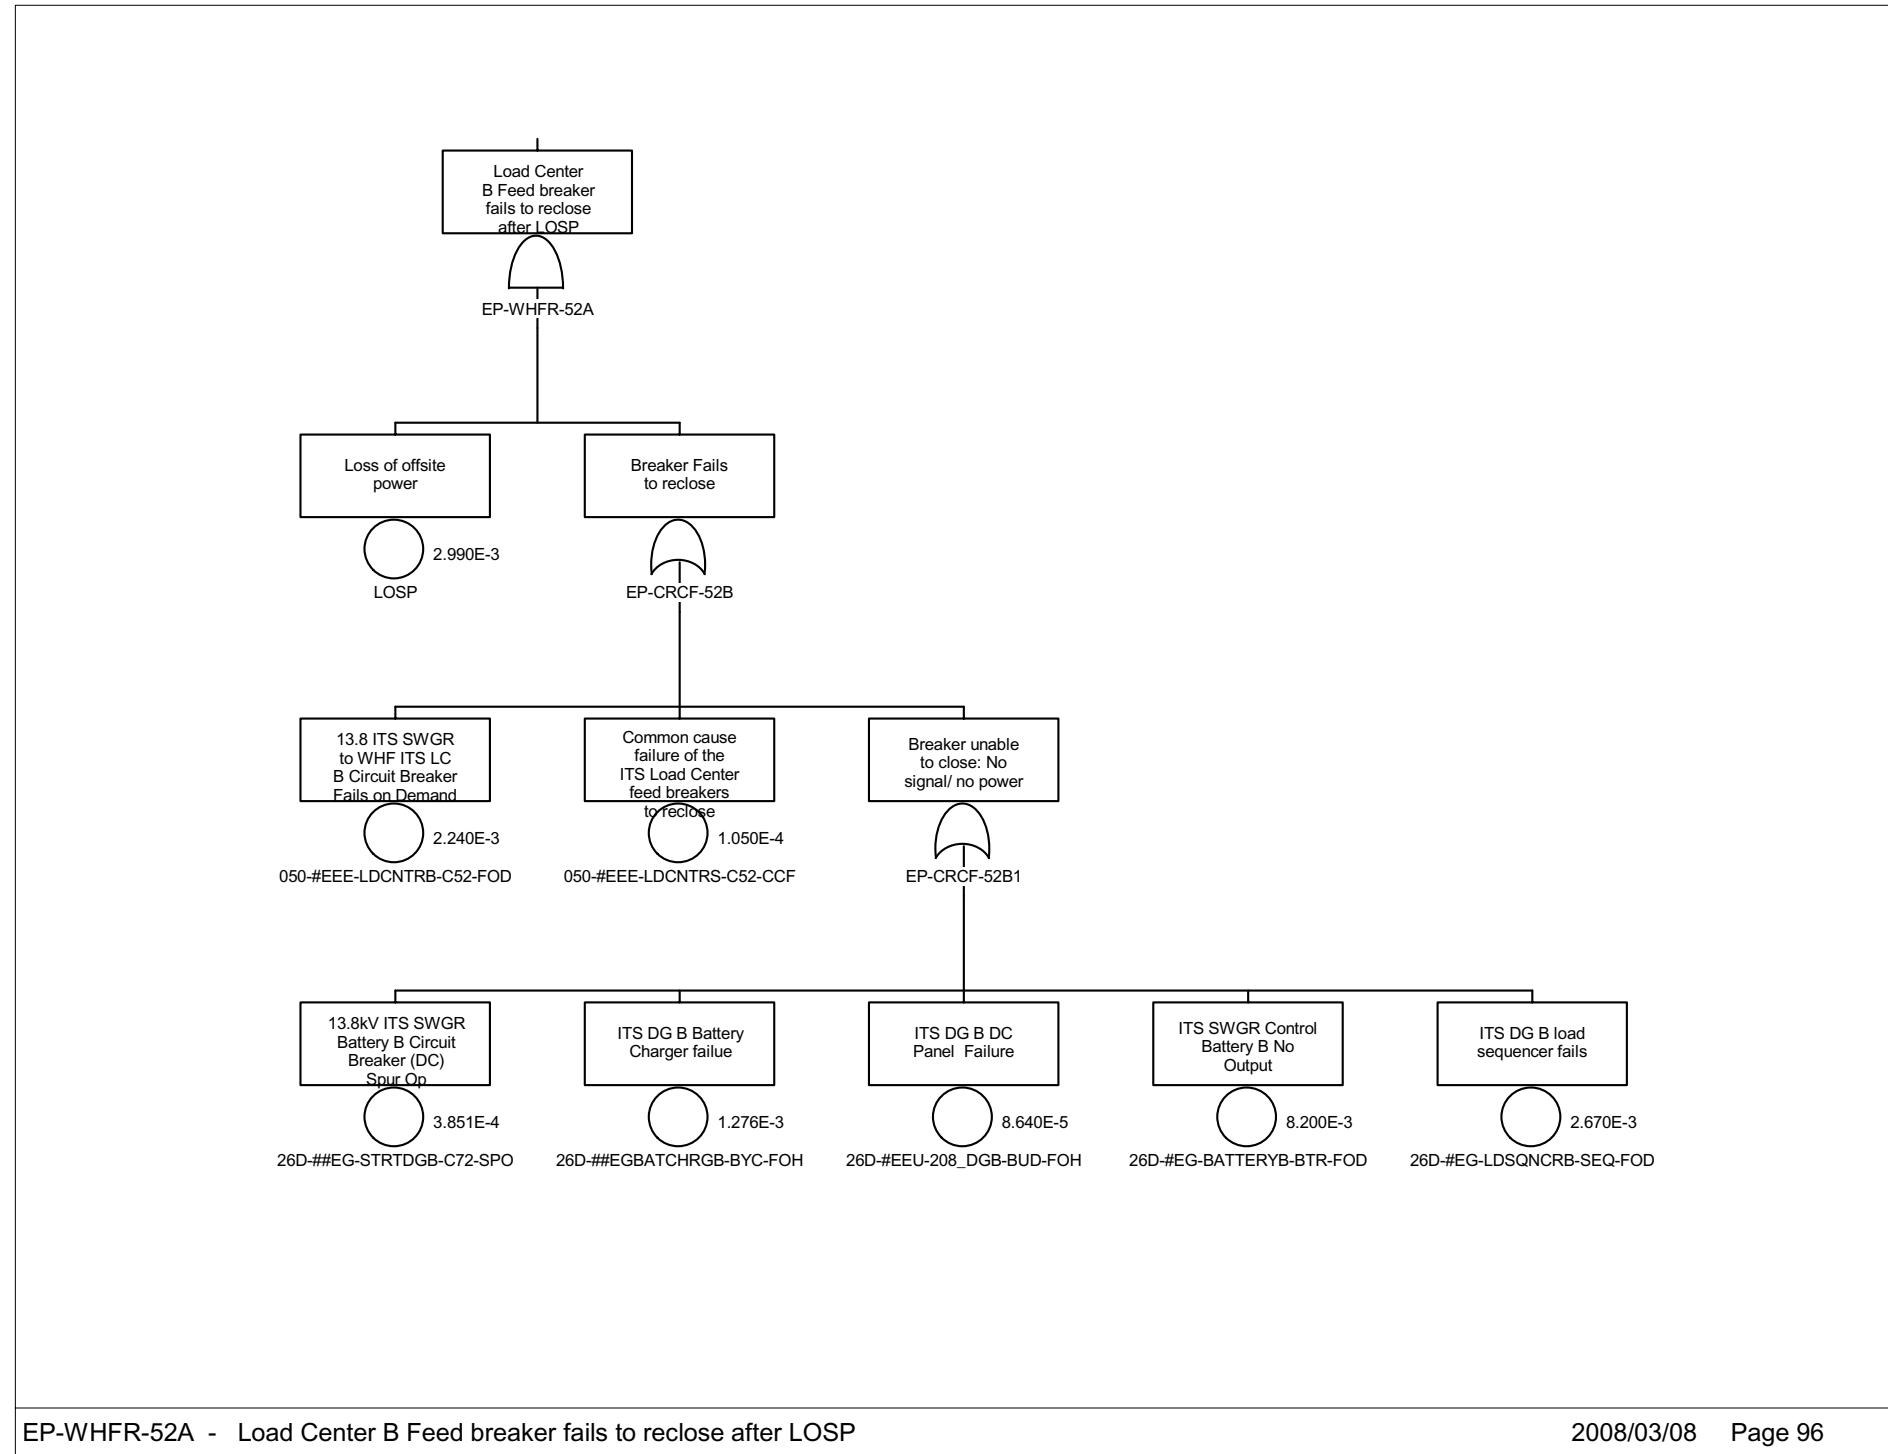 Load Center
B Feed breaker
fails to reclose
after LOSP
EP-WHFR-52A
Loss of offsite
power
2.990E-3
LOSP
Breaker Fails
to reclose
EP-CRCF-52B
13.8 ITS SWGR
to WHF ITS LC
B Circuit Breaker
Fails on Demand
2.240E-3
050-#EEE-LDCNTRB-C52-FOD
Common cause
failure of the
ITS Load Center
feed breakers
to reclose
1.050E-4
050-#EEE-LDCNTRS-C52-CCF
Breaker unable
to close: No
signal/ no power
EP-CRCF-52B1
13.8kV ITS SWGR
Battery B Circuit
Breaker (DC)
Spur Op
3.851E-4
26D-##EG-STRTDGB-C72-SPO
ITS DG B Battery
Charger failue
1.276E-3
26D-##EGBATCHRGB-BYC-FOH
ITS DG B DC
Panel  Failure
8.640E-5
26D-#EEU-208_DGB-BUD-FOH
ITS SWGR Control
Battery B No
Output
8.200E-3
26D-#EG-BATTERYB-BTR-FOD
ITS DG B load
sequencer fails
2.670E-3
26D-#EG-LDSQNCRB-SEQ-FOD
EP-WHFR-52A - Load Center B Feed breaker fails to reclose after LOSP
2008/03/08 Page 96